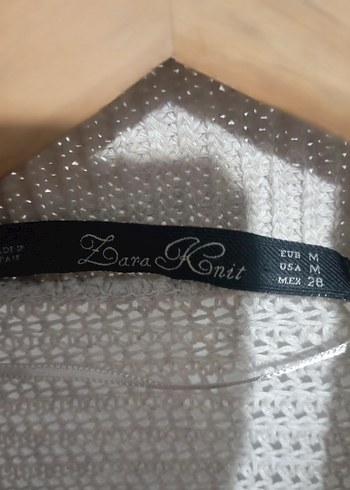 Zara Knit
EUR M
USA M
MEX 28